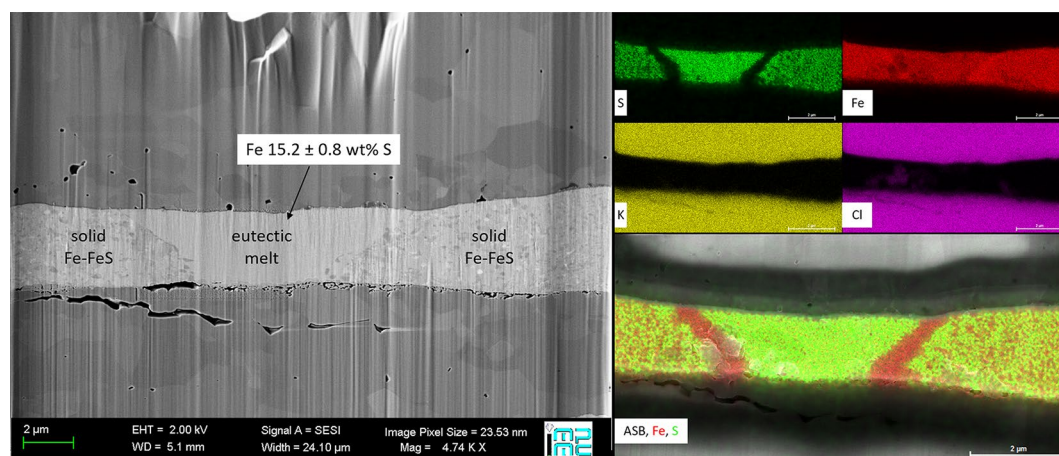 Fe 15.2 ± 0.8 wt% S
solid
Fe-FeS
eutectic
melt
solid
Fe-FeS
2 µm
EHT = 2.00 kV
WD = 5.1 mm
Signal A = SESI
Width = 24.10 µm
Image Pixel Size = 23.53 nm
Mag = 4.74 K X
S
Fe
K
Cl
ASB, Fe, S
2 µm